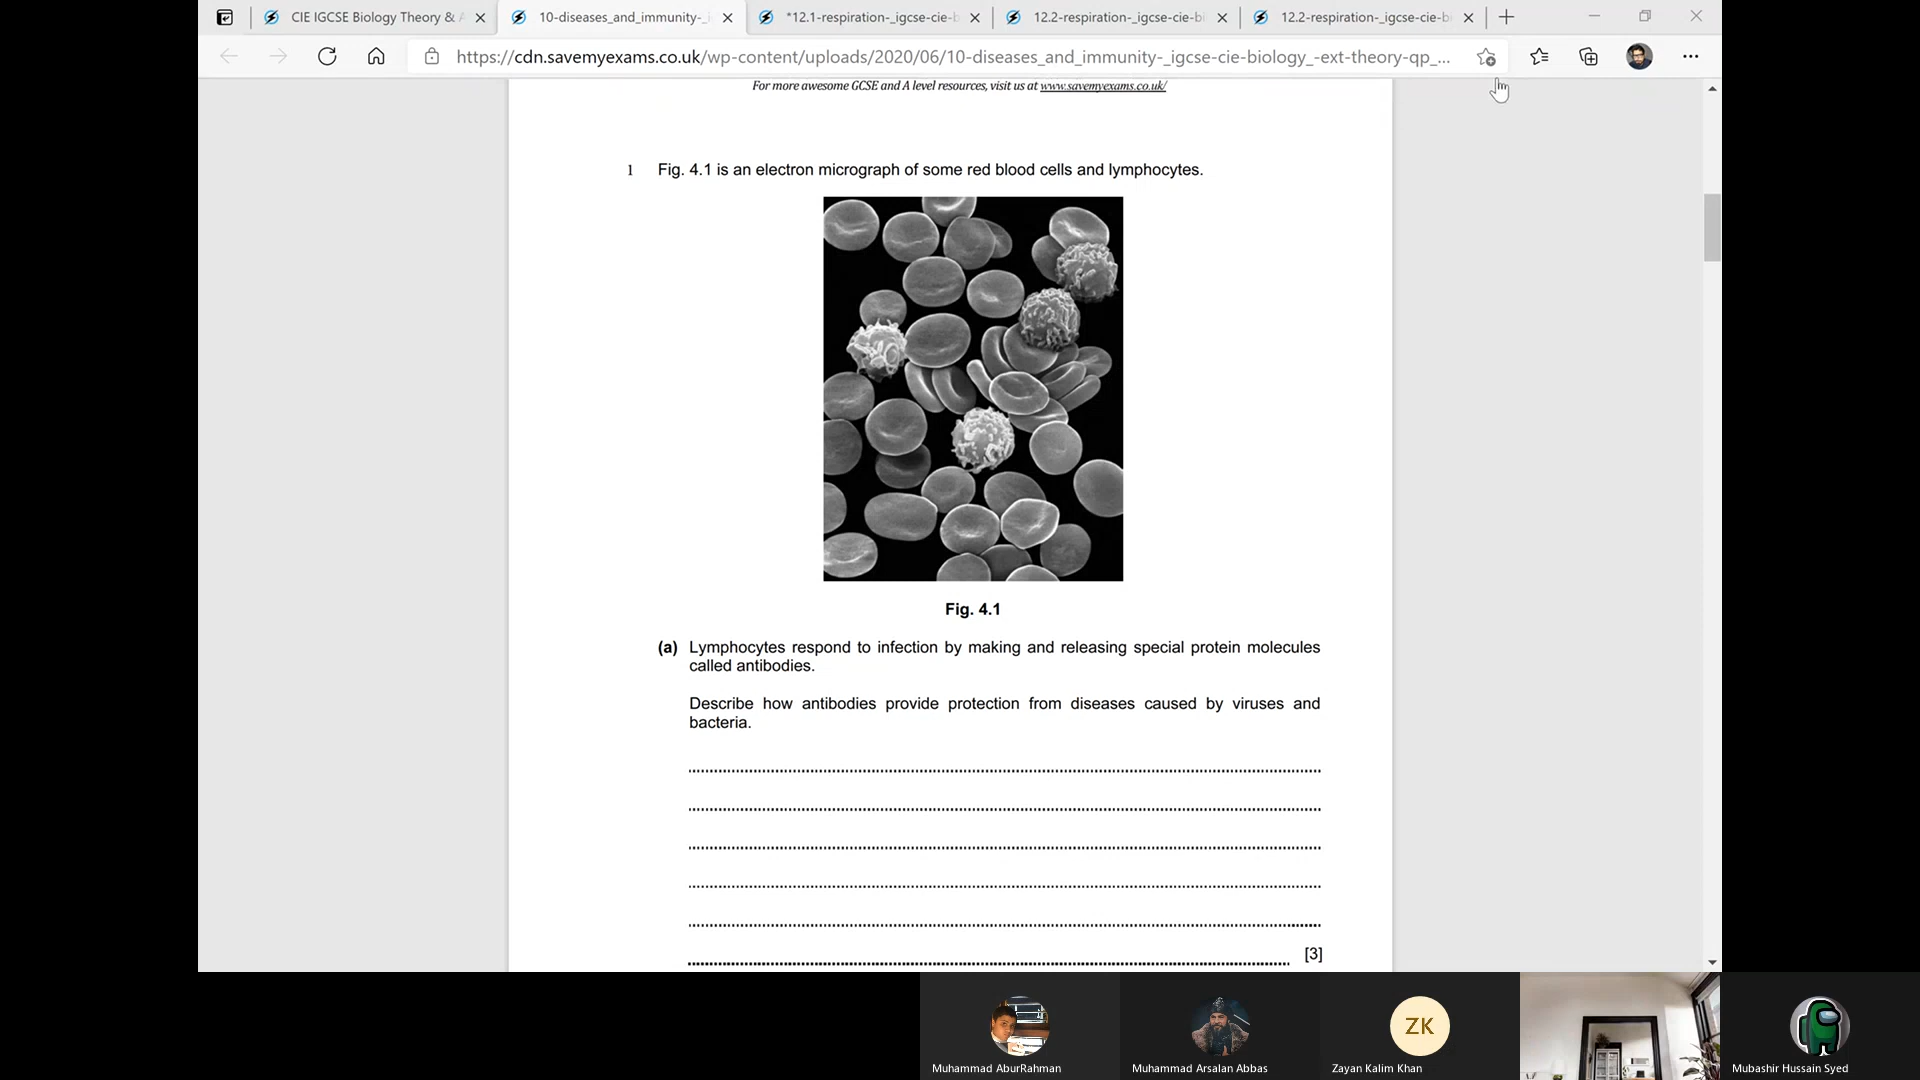 CIE IGCSE Biology Theory &
10-diseases_and_immunity-_i
*12.1-respiration-_igcse-cie-b
12.2-respiration-_igcse-cie-bi
12.2-respiration-_igcse-cie-bi
https://cdn.savemyexams.co.uk/wp-content/uploads/2020/06/10-diseases_and_immunity-_igcse-cie-biology_-ext-theory-qp_...
For more awesome GCSE and A level resources, visit us at www.savemyexams.co.uk/
1 Fig. 4.1 is an electron micrograph of some red blood cells and lymphocytes.
Fig. 4.1
(a) Lymphocytes respond to infection by making and releasing special protein molecules
called antibodies.
Describe how antibodies provide protection from diseases caused by viruses and
bacteria.
[3]
ZK
Muhammad AburRahman
Muhammad Arsalan Abbas
Zayan Kalim Khan
Mubashir Hussain Syed